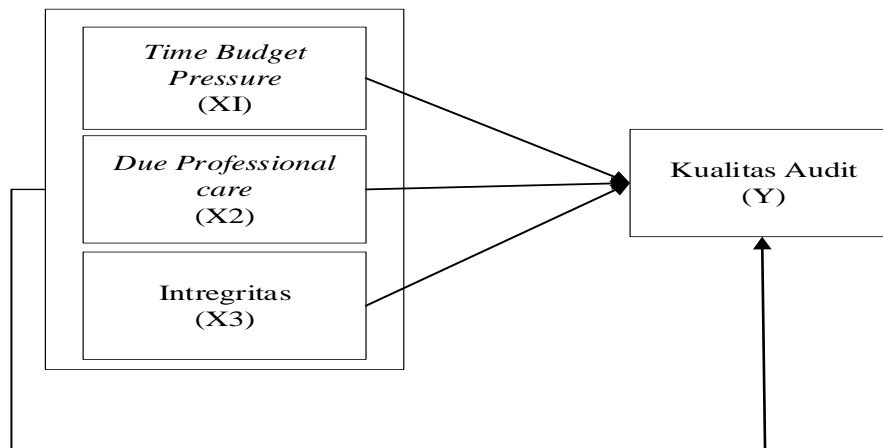 Time Budget
Pressure
(XI)
Due Professional
care
(X2)
Intregritas
(X3)
Kualitas Audit
(Y)